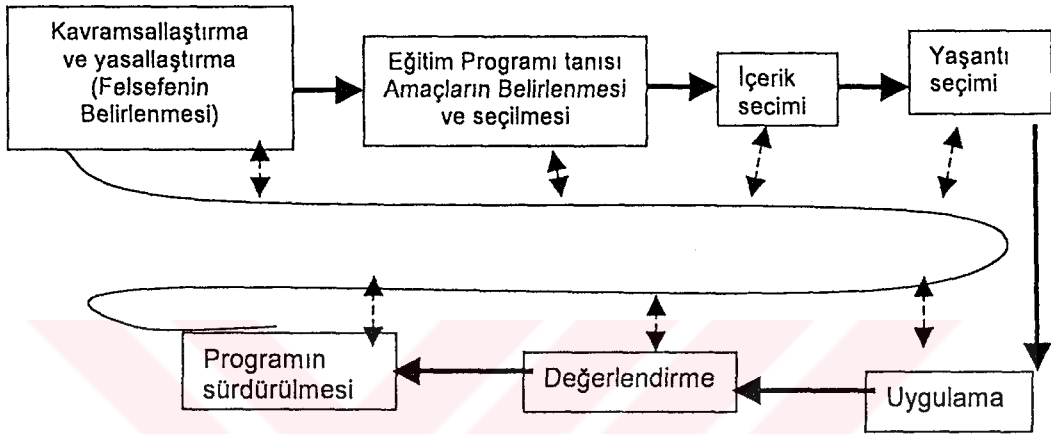 Kavramsallaştırma
ve yasallaştırma
(Felsefenin
Belirlenmesi)
Eğitim Programı tanısı
Amaçların Belirlenmesi
ve seçilmesi
İçerik
secimi
Yaşantı
seçimi
Programın
sürdürülmesi
Değerlendirme
Uygulama